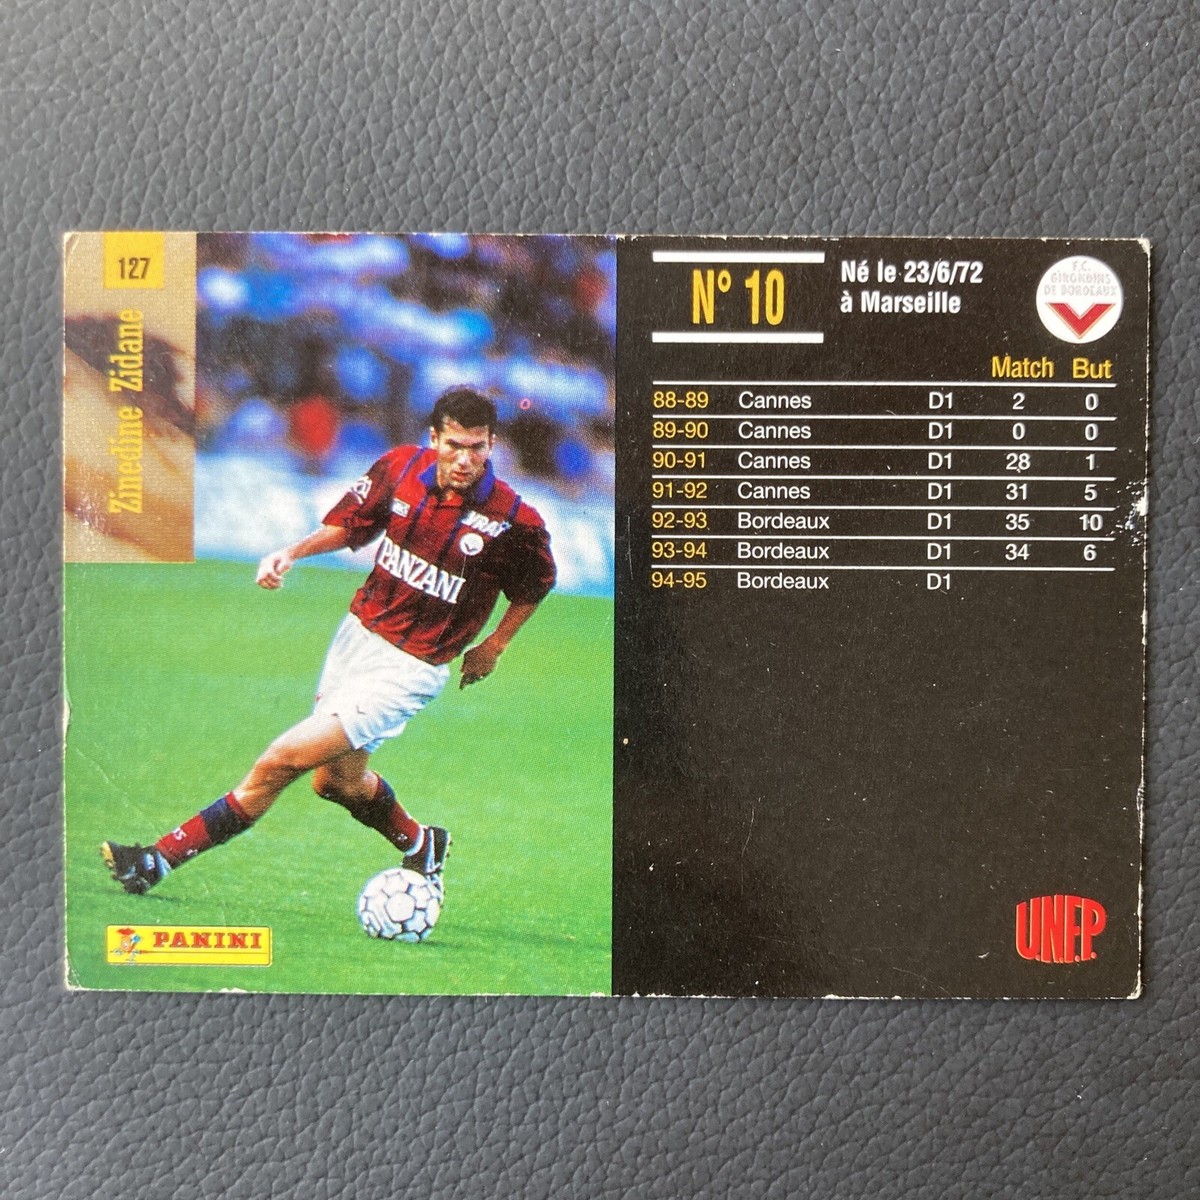 127
Zinedine Zidane
VRAI
PANZANI
PANINI
N° 10
Né le 23/6/72
à Marseille
F.C.
GIRONDINS
DE BORDEAUX
Match But
88-89 Cannes D1 2 0
89-90 Cannes D1 0 0
90-91 Cannes D1 28 1
91-92 Cannes D1 31 5
92-93 Bordeaux D1 35 10
93-94 Bordeaux D1 34 6
94-95 Bordeaux D1
U.N.F.P.